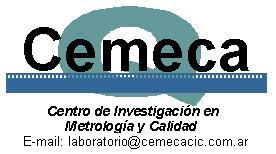 Cemeca
Centro de Investigación en
Metrología y Calidad
E-mail: laboratorio@cemecacic.com.ar